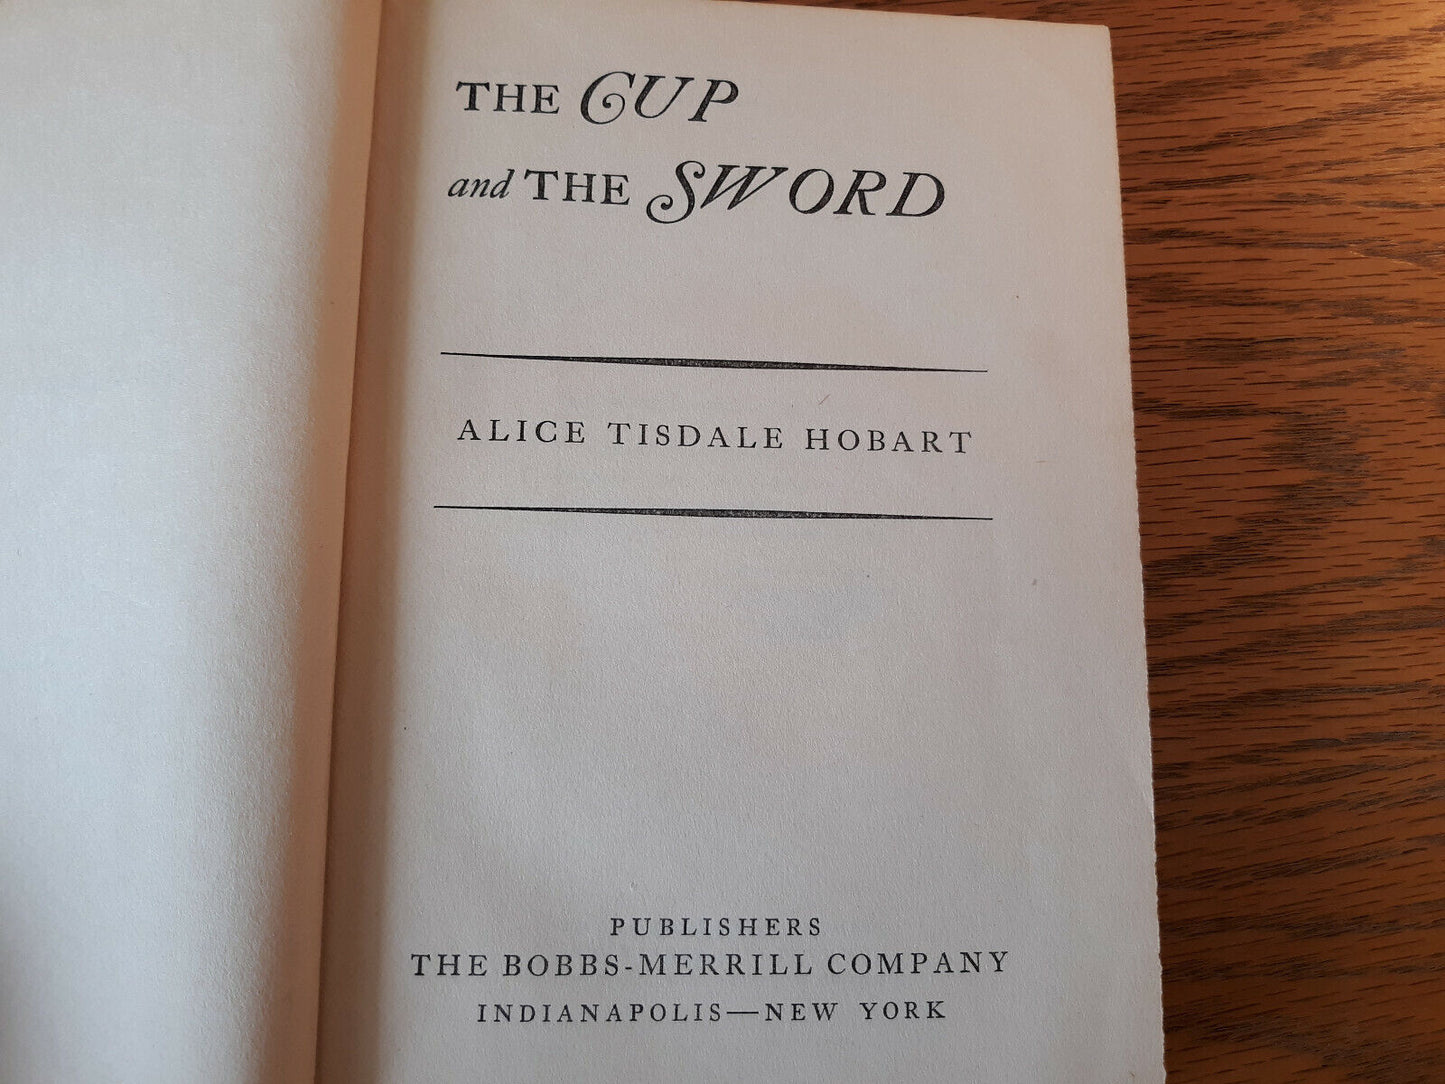 THE CUP
and THE SWORD
ALICE TISDALE HOBART
PUBLISHERS
THE BOBBS-MERRILL COMPANY
INDIANAPOLIS—NEW YORK